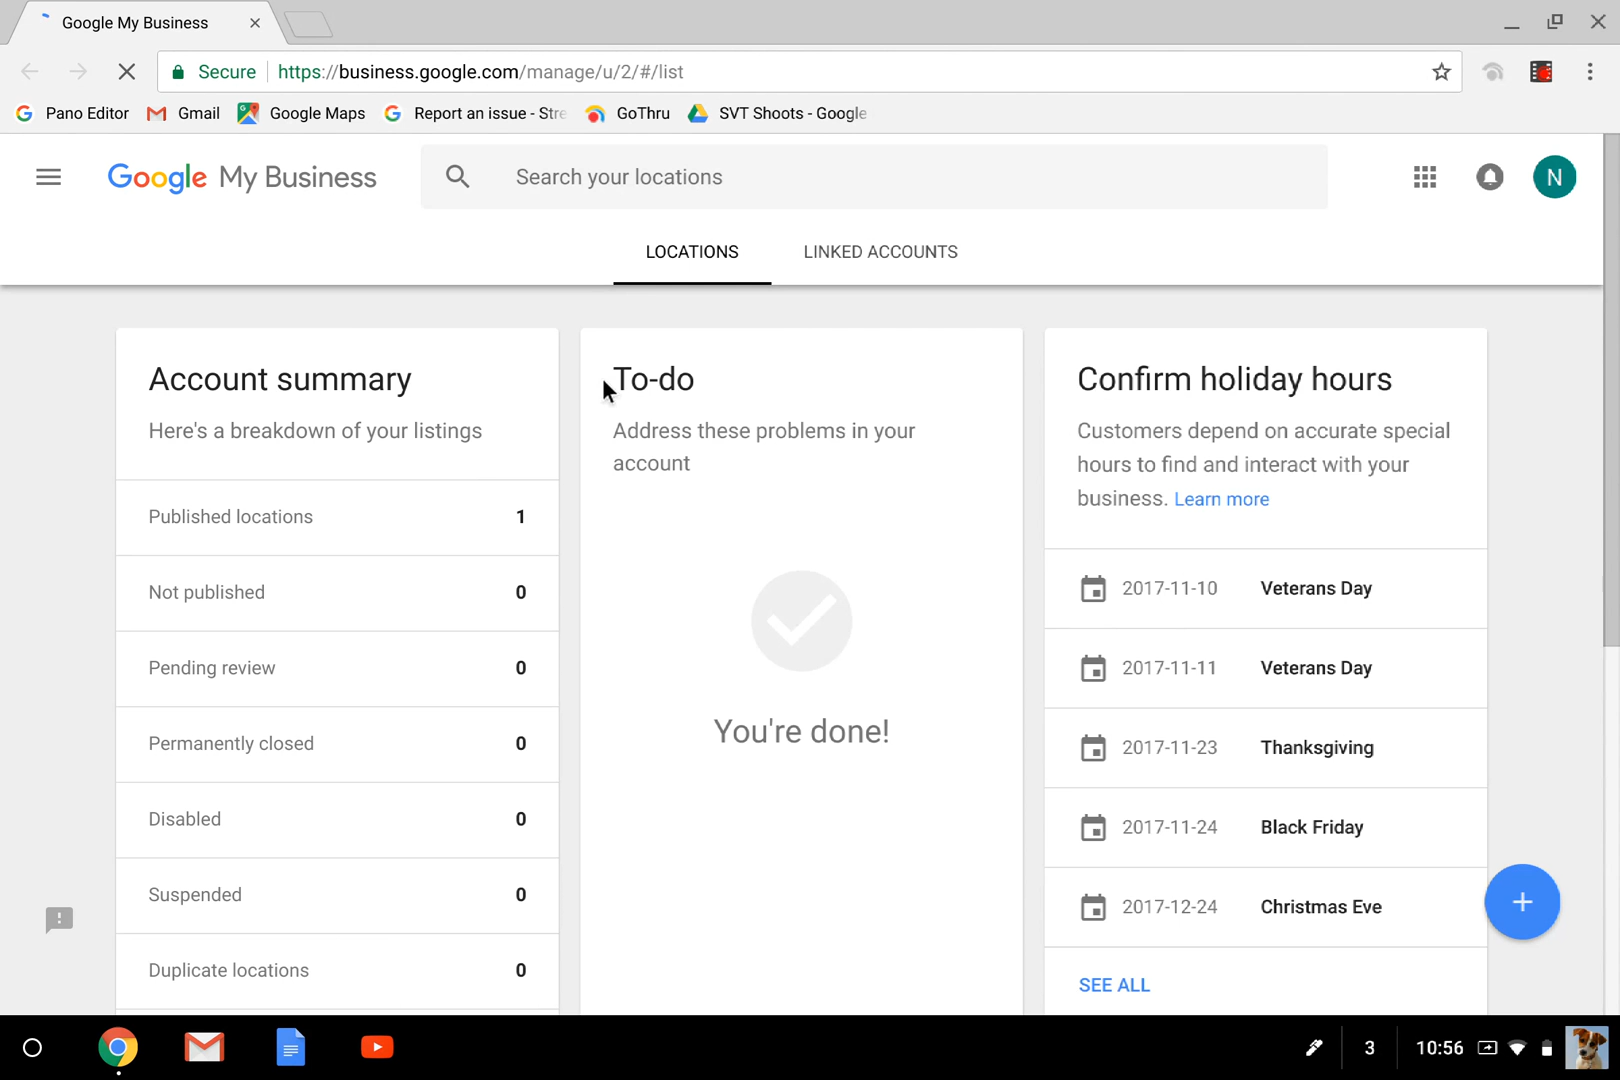 Google My Business
Secure
https://business.google.com/manage/u/2/#/list
Pano Editor
Gmail
Google Maps
Report an issue - Stre
GoThru
SVT Shoots - Google
Google My Business
Search your locations
N
LOCATIONS
LINKED ACCOUNTS
Account summary
Here's a breakdown of your listings
Published locations 1
Not published 0
Pending review 0
Permanently closed 0
Disabled 0
Suspended 0
Duplicate locations 0
To-do
Address these problems in your
account
You're done!
Confirm holiday hours
Customers depend on accurate special
hours to find and interact with your
business. Learn more
2017-11-10 Veterans Day
2017-11-11 Veterans Day
2017-11-23 Thanksgiving
2017-11-24 Black Friday
2017-12-24 Christmas Eve
SEE ALL
3
10:56